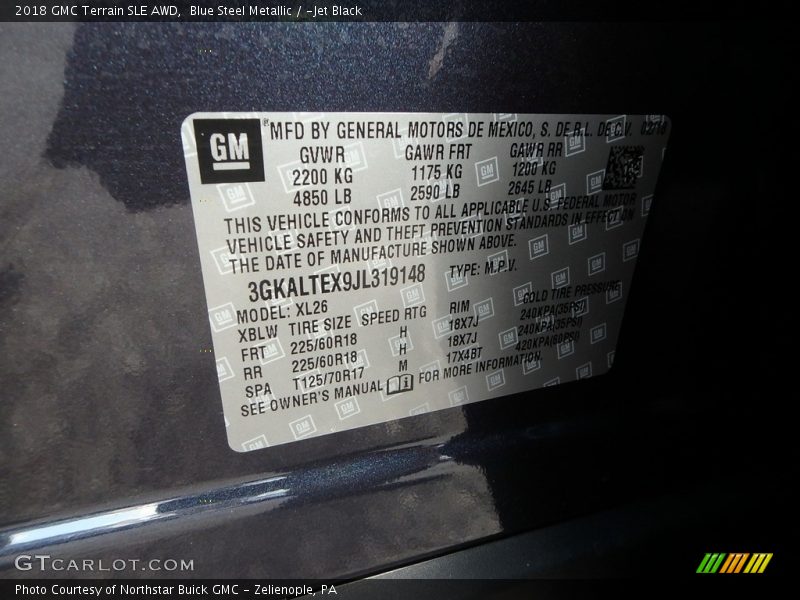 2018 GMC Terrain SLE AWD,  Blue Steel Metallic / -Jet Black
GM
®MFD BY GENERAL MOTORS DE MEXICO, S. DE R.L. DE C.V. 02/18
GVWR GAWR FRT GAWR RR
2200 KG 1175 KG 1200 KG
4850 LB 2590 LB 2645 LB
THIS VEHICLE CONFORMS TO ALL APPLICABLE U.S. FEDERAL MOTOR
VEHICLE SAFETY AND THEFT PREVENTION STANDARDS IN EFFECT ON
THE DATE OF MANUFACTURE SHOWN ABOVE.
3GKALTEX9JL319148 TYPE: M.P.V.
MODEL: XL26
XBLW TIRE SIZE SPEED RTG RIM COLD TIRE PRESSURE
FRT 225/60R18 H 18X7J 240KPA(35PSI)
RR 225/60R18 H 18X7J 240KPA(35PSI)
SPA T125/70R17 M 17X4BT 420KPA(60PSI)
SEE OWNER'S MANUAL FOR MORE INFORMATION.
GTCARLOT.COM
Photo Courtesy of Northstar Buick GMC - Zelienople, PA